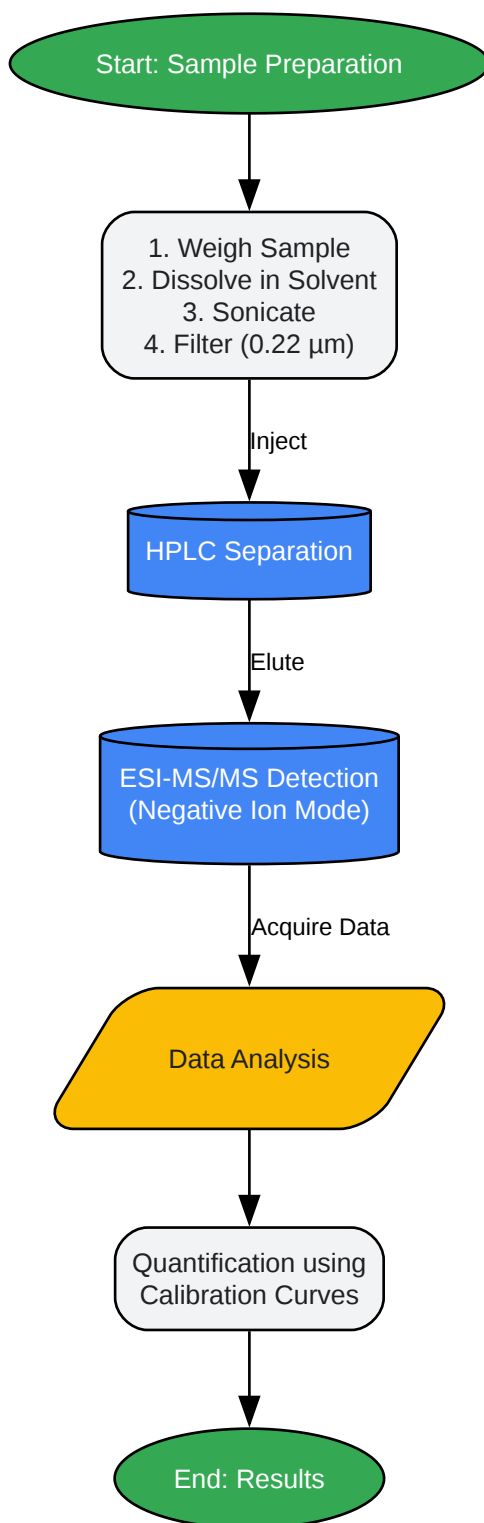 Start: Sample Preparation
1. Weigh Sample
2. Dissolve in Solvent
3. Sonicate
4. Filter (0.22 µm)
Inject
HPLC Separation
Elute
ESI-MS/MS Detection
(Negative Ion Mode)
Acquire Data
Data Analysis
Quantification using
Calibration Curves
End: Results